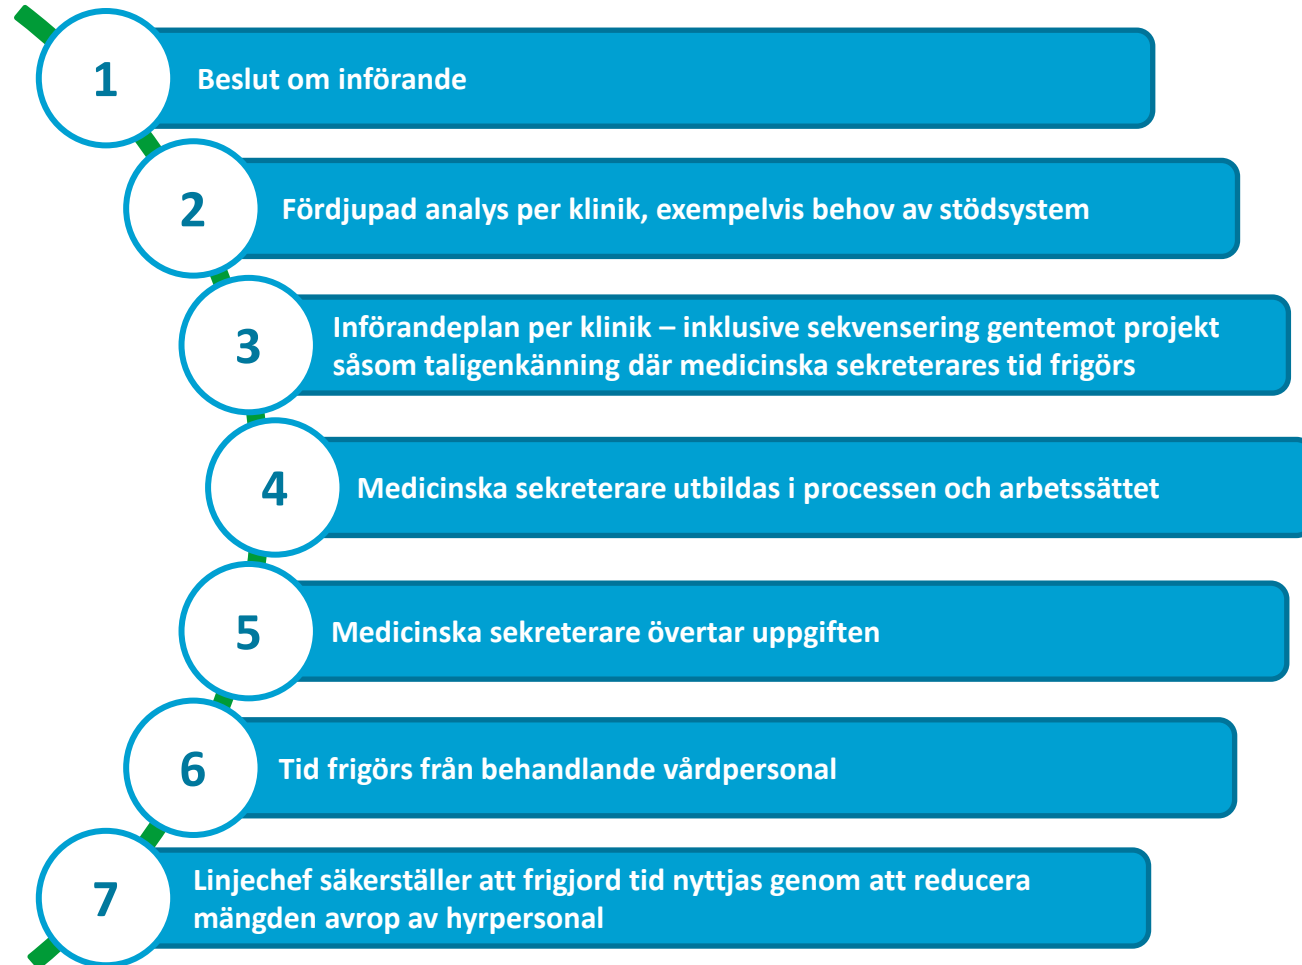 1
Beslut om införande
2
Fördjupad analys per klinik, exempelvis behov av stödsystem
3
Införandeplan per klinik – inklusive sekvensering gentemot projekt
såsom taligenkänning där medicinska sekreterares tid frigörs
4
Medicinska sekreterare utbildas i processen och arbetssättet
5
Medicinska sekreterare övertar uppgiften
6
Tid frigörs från behandlande vårdpersonal
7
Linjechef säkerställer att frigjord tid nyttjas genom att reducera
mängden avrop av hyrpersonal